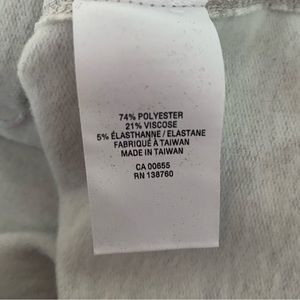 74% POLYESTER
21% VISCOSE
5% ÉLASTHANNE / ELASTANE
FABRIQUÉ À TAIWAN
MADE IN TAIWAN
CA 00655
RN 138760